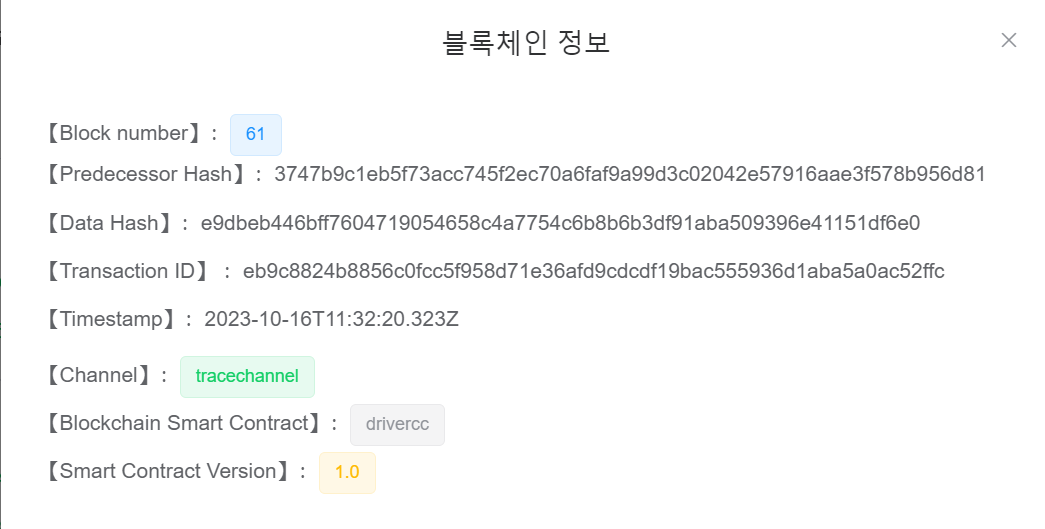 블록체인 정보
【Block number】: 61
【Predecessor Hash】: 3747b9c1eb5f73acc745f2ec70a6faf9a99d3c02042e57916aae3f578b956d81
【Data Hash】: e9dbeb446bff7604719054658c4a7754c6b8b6b3df91aba509396e41151df6e0
【Transaction ID】 : eb9c8824b8856c0fcc5f958d71e36afd9cdcdf19bac555936d1aba5a0ac52ffc
【Timestamp】: 2023-10-16T11:32:20.323Z
【Channel】: tracechannel
【Blockchain Smart Contract】: drivercc
【Smart Contract Version】: 1.0